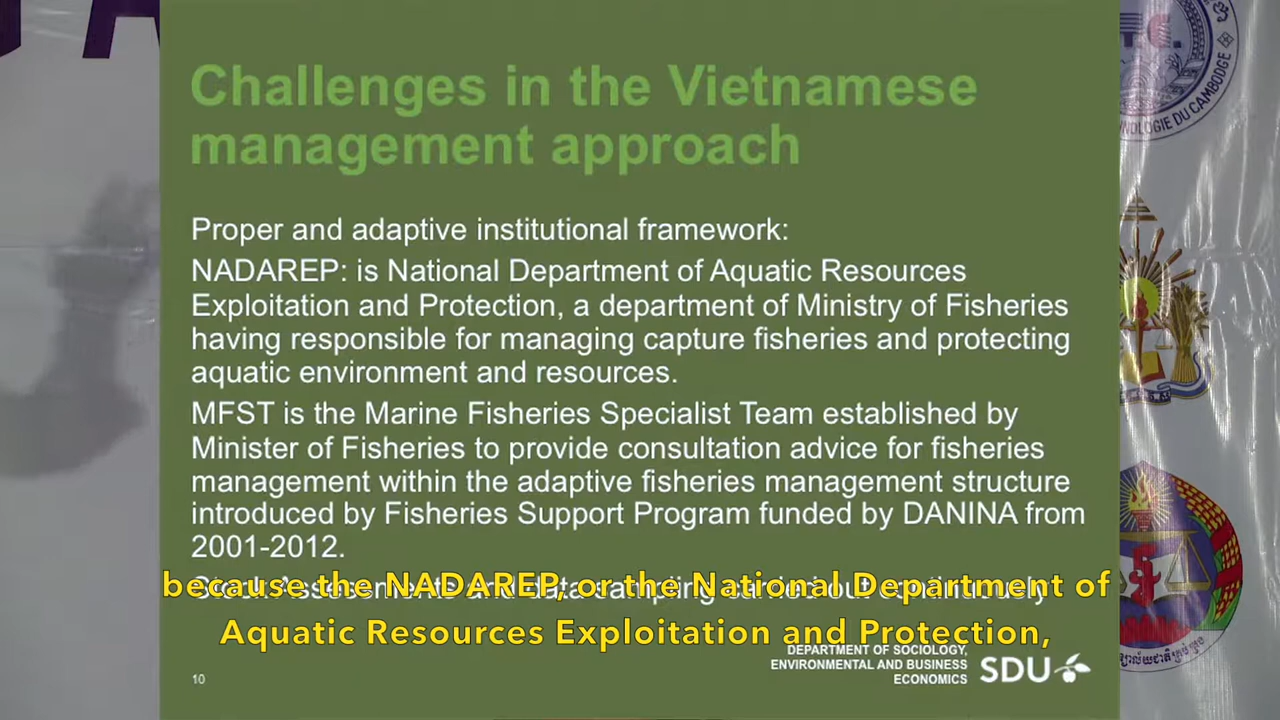 Challenges in the Vietnamese
management approach
Proper and adaptive institutional framework:
NADAREP: is National Department of Aquatic Resources
Exploitation and Protection, a department of Ministry of Fisheries
having responsible for managing capture fisheries and protecting
aquatic environment and resources.
MFST is the Marine Fisheries Specialist Team established by
Minister of Fisheries to provide consultation advice for fisheries
management within the adaptive fisheries management structure
introduced by Fisheries Support Program funded by DANINA from
2001-2012.
because the NADAREP, or the National Department of
Aquatic Resources Exploitation and Protection,
DEPARTMENT OF SOCIOLOGY,
ENVIRONMENTAL AND BUSINESS
ECONOMICS
SDU
10
DU CAMBODGE